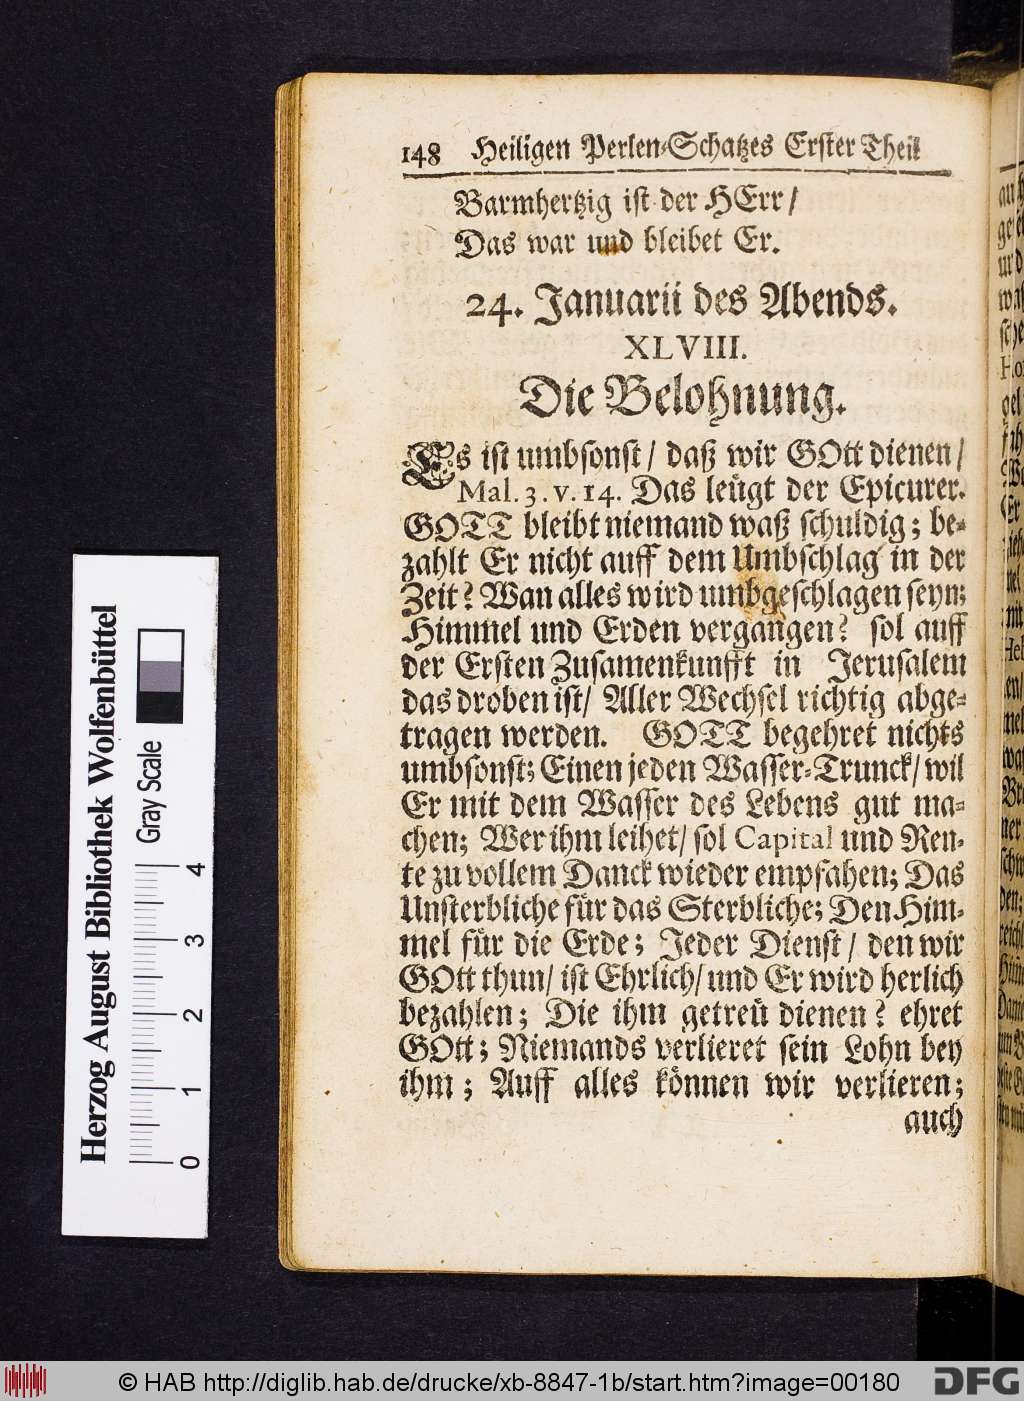 148 Heiligen Perlen-Schatzes Erster Theil
Barmhertzig ist der HErr/
Das war und bleibet Er.
24. Januarii des Abends.
XLVIII.
Die Belohnung.
Es ist umbsonst/ daß wir GOtt dienen/
Mal. 3. v. 14. Das leügt der Epicurer.
GOTT bleibt niemand waß schuldig; be-
zahlt Er nicht auff dem Umbschlag in der
Zeit? Wan alles wird umbgeschlagen seyn;
Himmel und Erden vergangen? sol auff
der Ersten Zusamenkunfft in Jerusalem
das droben ist/ Aller Wechsel richtig abge-
tragen werden. GOTT begehret nichts
umbsonst; Einen jeden Wasser-Trunck/ wil
Er mit dem Wasser des Lebens gut ma-
chen; Wer ihm leihet/ sol Capital und Ren-
te zu vollem Danck wieder empfahen; Das
Unsterbliche für das Sterbliche; Den Him-
mel für die Erde; Jeder Dienst/ den wir
GOtt thun/ ist Ehrlich/ und Er wird herlich
bezahlen; Die ihm getreü dienen? ehret
GOtt; Niemands verlieret sein Lohn bey
ihm; Auff alles können wir verlieren;
auch
Herzog August Bibliothek Wolfenbüttel
Gray Scale
0 1 2 3 4
© HAB http://diglib.hab.de/drucke/xb-8847-1b/start.htm?image=00180
DFG